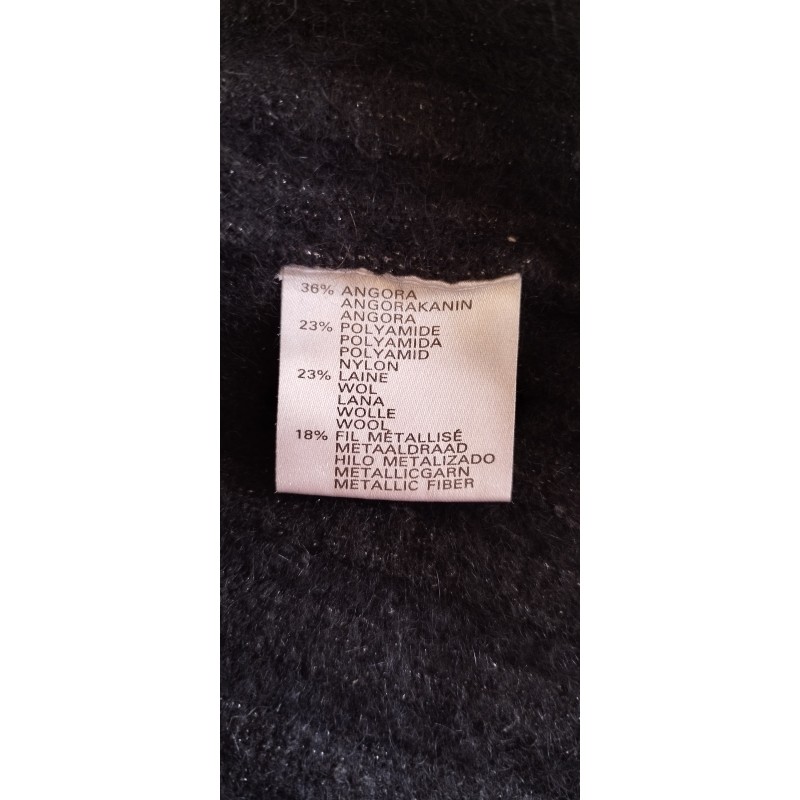 36% ANGORA
ANGORAKANIN
ANGORA
23% POLYAMIDE
POLYAMIDA
POLYAMID
NYLON
23% LAINE
WOL
LANA
WOLLE
WOOL
18% FIL MÉTALLISÉ
METAALDRAAD
HILO METALIZADO
METALLICGARN
METALLIC FIBER